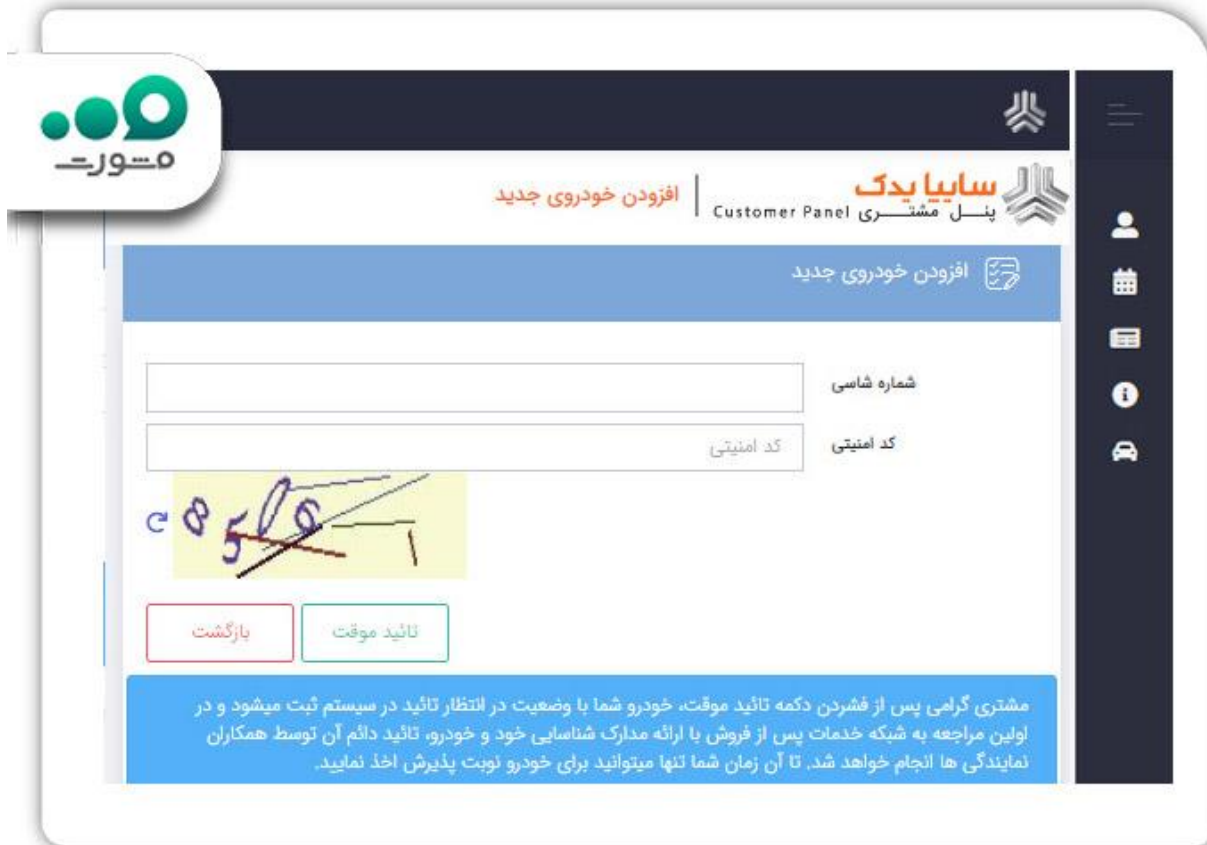 مشورت
سایپا یدک
پنل مشتری Customer Panel
افزودن خودروی جدید
افزودن خودروی جدید
شماره شاسی
کد امنیتی
کد امنیتی
تائید موقت
بازگشت
مشتری گرامی پس از فشردن دکمه تائید موقت، خودرو شما با وضعیت در انتظار تائید در سیستم ثبت میشود و در
اولین مراجعه به شبکه خدمات پس از فروش با ارائه مدارک شناسایی خود و خودرو، تائید دائم آن توسط همکاران
نمایندگی ها انجام خواهد شد. تا آن زمان شما تنها میتوانید برای خودرو نوبت پذیرش اخذ نمایید.